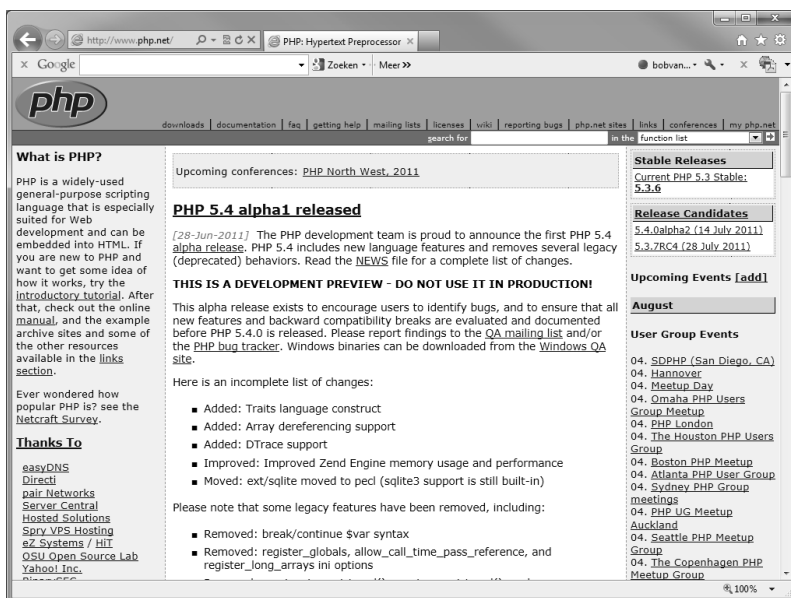 http://www.php.net/
PHP: Hypertext Preprocessor
Google
Zoeken
Meer
bobvan...
php
downloads | documentation | faq | getting help | mailing lists | licenses | wiki | reporting bugs | php.net sites | links | conferences | my php.net
search for
in the function list
What is PHP?
PHP is a widely-used
general-purpose scripting
language that is especially
suited for Web
development and can be
embedded into HTML. If
you are new to PHP and
want to get some idea of
how it works, try the
introductory tutorial. After
that, check out the online
manual, and the example
archive sites and some of
the other resources
available in the links
section.
Ever wondered how
popular PHP is? see the
Netcraft Survey.
Thanks To
easyDNS
Directi
pair Networks
Server Central
Hosted Solutions
Spry VPS Hosting
eZ Systems / HiT
OSU Open Source Lab
Yahoo! Inc.
Upcoming conferences: PHP North West, 2011
PHP 5.4 alpha1 released
[28-Jun-2011] The PHP development team is proud to announce the first PHP 5.4
alpha release. PHP 5.4 includes new language features and removes several legacy
(deprecated) behaviors. Read the NEWS file for a complete list of changes.
THIS IS A DEVELOPMENT PREVIEW - DO NOT USE IT IN PRODUCTION!
This alpha release exists to encourage users to identify bugs, and to ensure that all
new features and backward compatibility breaks are evaluated and documented
before PHP 5.4.0 is released. Please report findings to the QA mailing list and/or
the PHP bug tracker. Windows binaries can be downloaded from the Windows QA
site.
Here is an incomplete list of changes:
■ Added: Traits language construct
■ Added: Array dereferencing support
■ Added: DTrace support
■ Improved: Improved Zend Engine memory usage and performance
■ Moved: ext/sqlite moved to pecl (sqlite3 support is still built-in)
Please note that some legacy features have been removed, including:
■ Removed: break/continue $var syntax
■ Removed: register_globals, allow_call_time_pass_reference, and
register_long_arrays ini options
Stable Releases
Current PHP 5.3 Stable:
5.3.6
Release Candidates
5.4.0alpha2 (14 July 2011)
5.3.7RC4 (28 July 2011)
Upcoming Events [add]
August
User Group Events
04. SDPHP (San Diego, CA)
04. Hannover
04. Meetup Day
04. Omaha PHP Users
Group Meetup
04. PHP London
04. The Houston PHP Users
Group
04. Boston PHP Meetup
04. Atlanta PHP User Group
04. Sydney PHP Group
meetings
04. PHP UG Meetup
Auckland
04. Seattle PHP Meetup
Group
04. The Copenhagen PHP
Meetup Group
100%